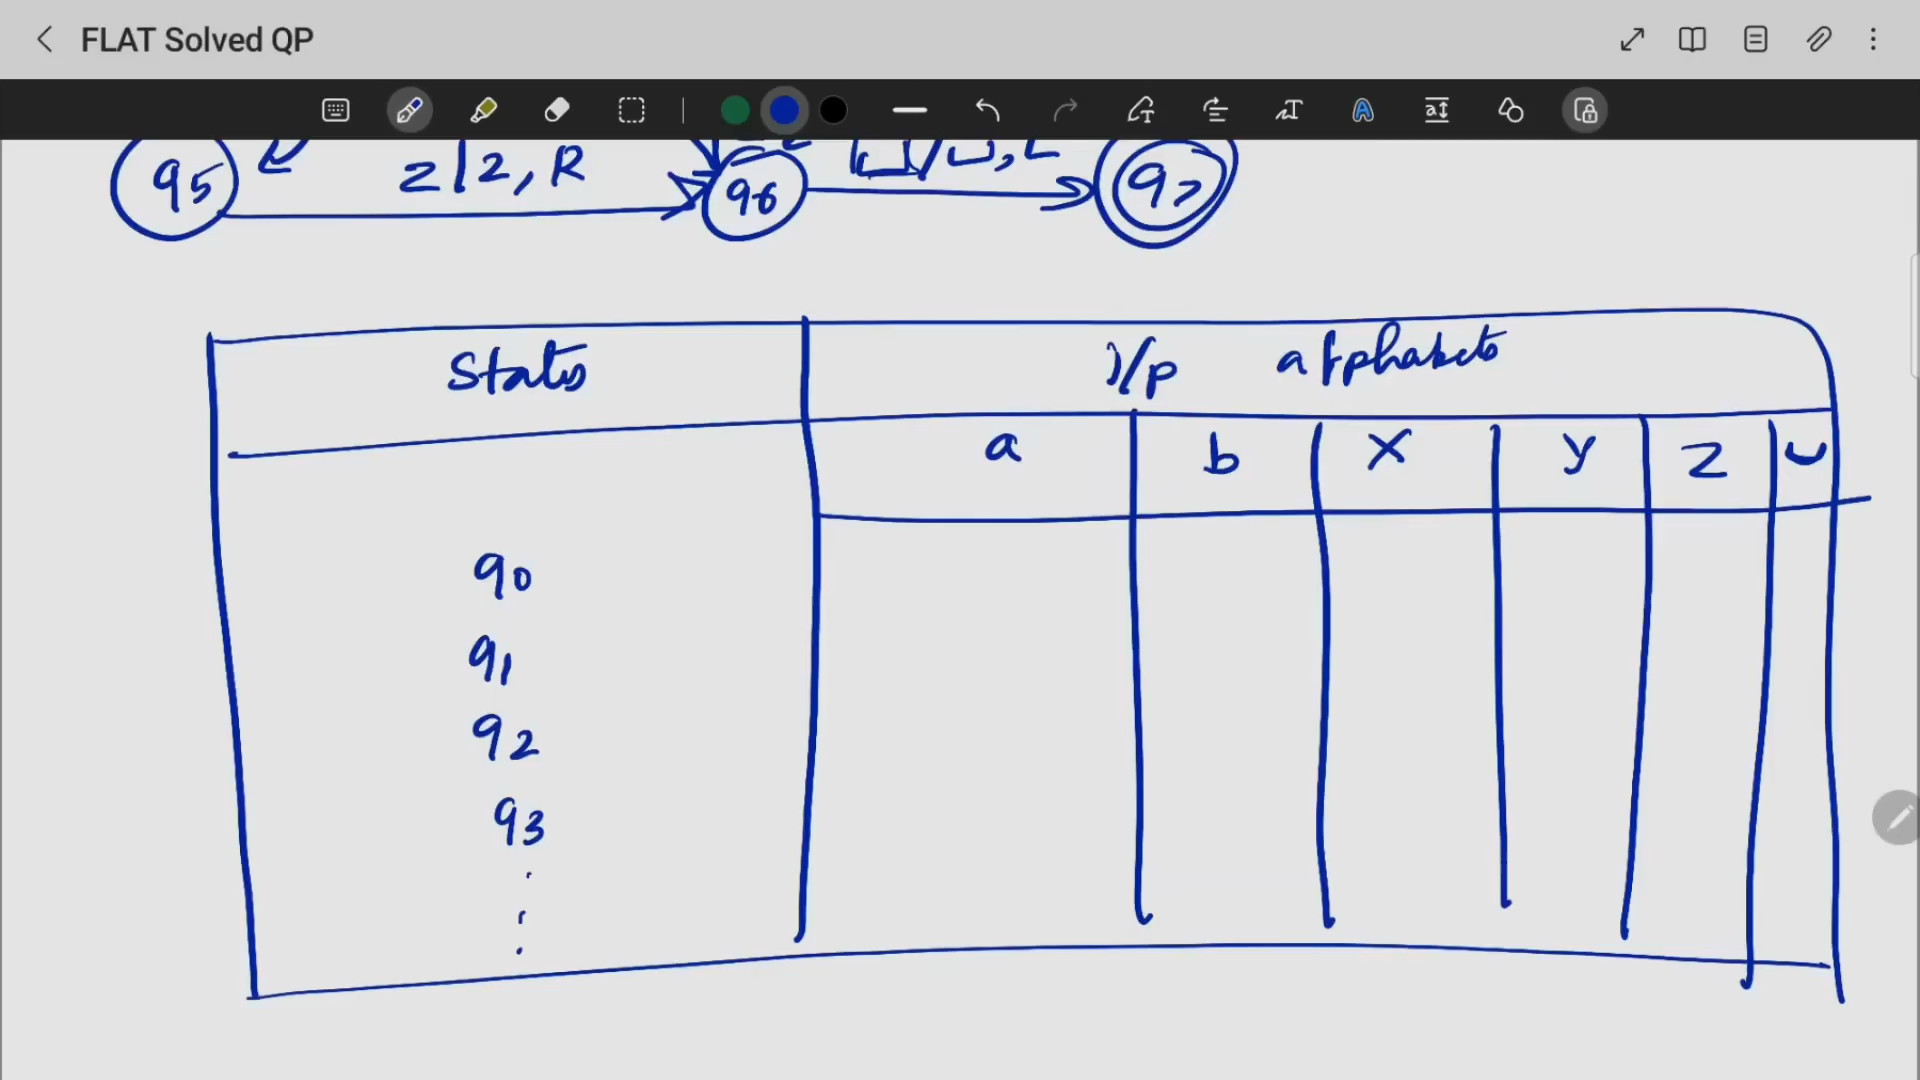 FLAT Solved QP
q5 z|z, R q6 ⊔/⊔, L q7
States I/p alphabets
a b X Y Z ⊔
q0
q1
q2
q3